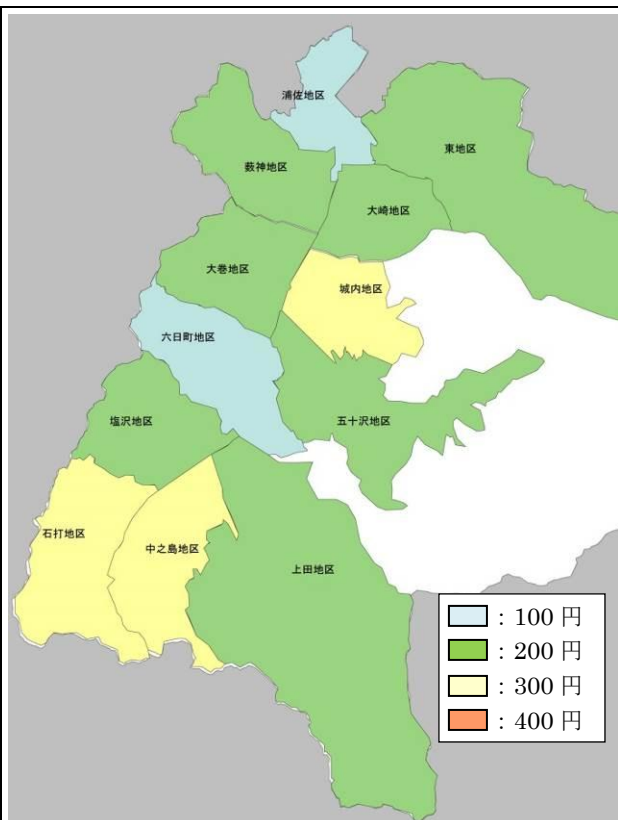 浦佐地区
東地区
薮神地区
大崎地区
大巻地区
城内地区
六日町地区
塩沢地区
五十沢地区
石打地区
中之島地区
上田地区
：100 円
：200 円
：300 円
：400 円